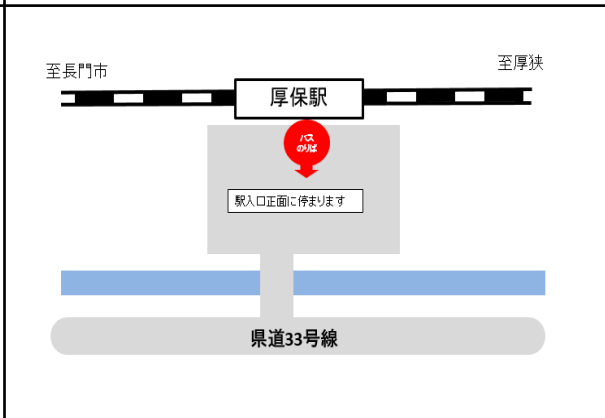 至長門市
至厚狭
厚保駅
バス
のりば
駅入口正面に停まります
県道33号線